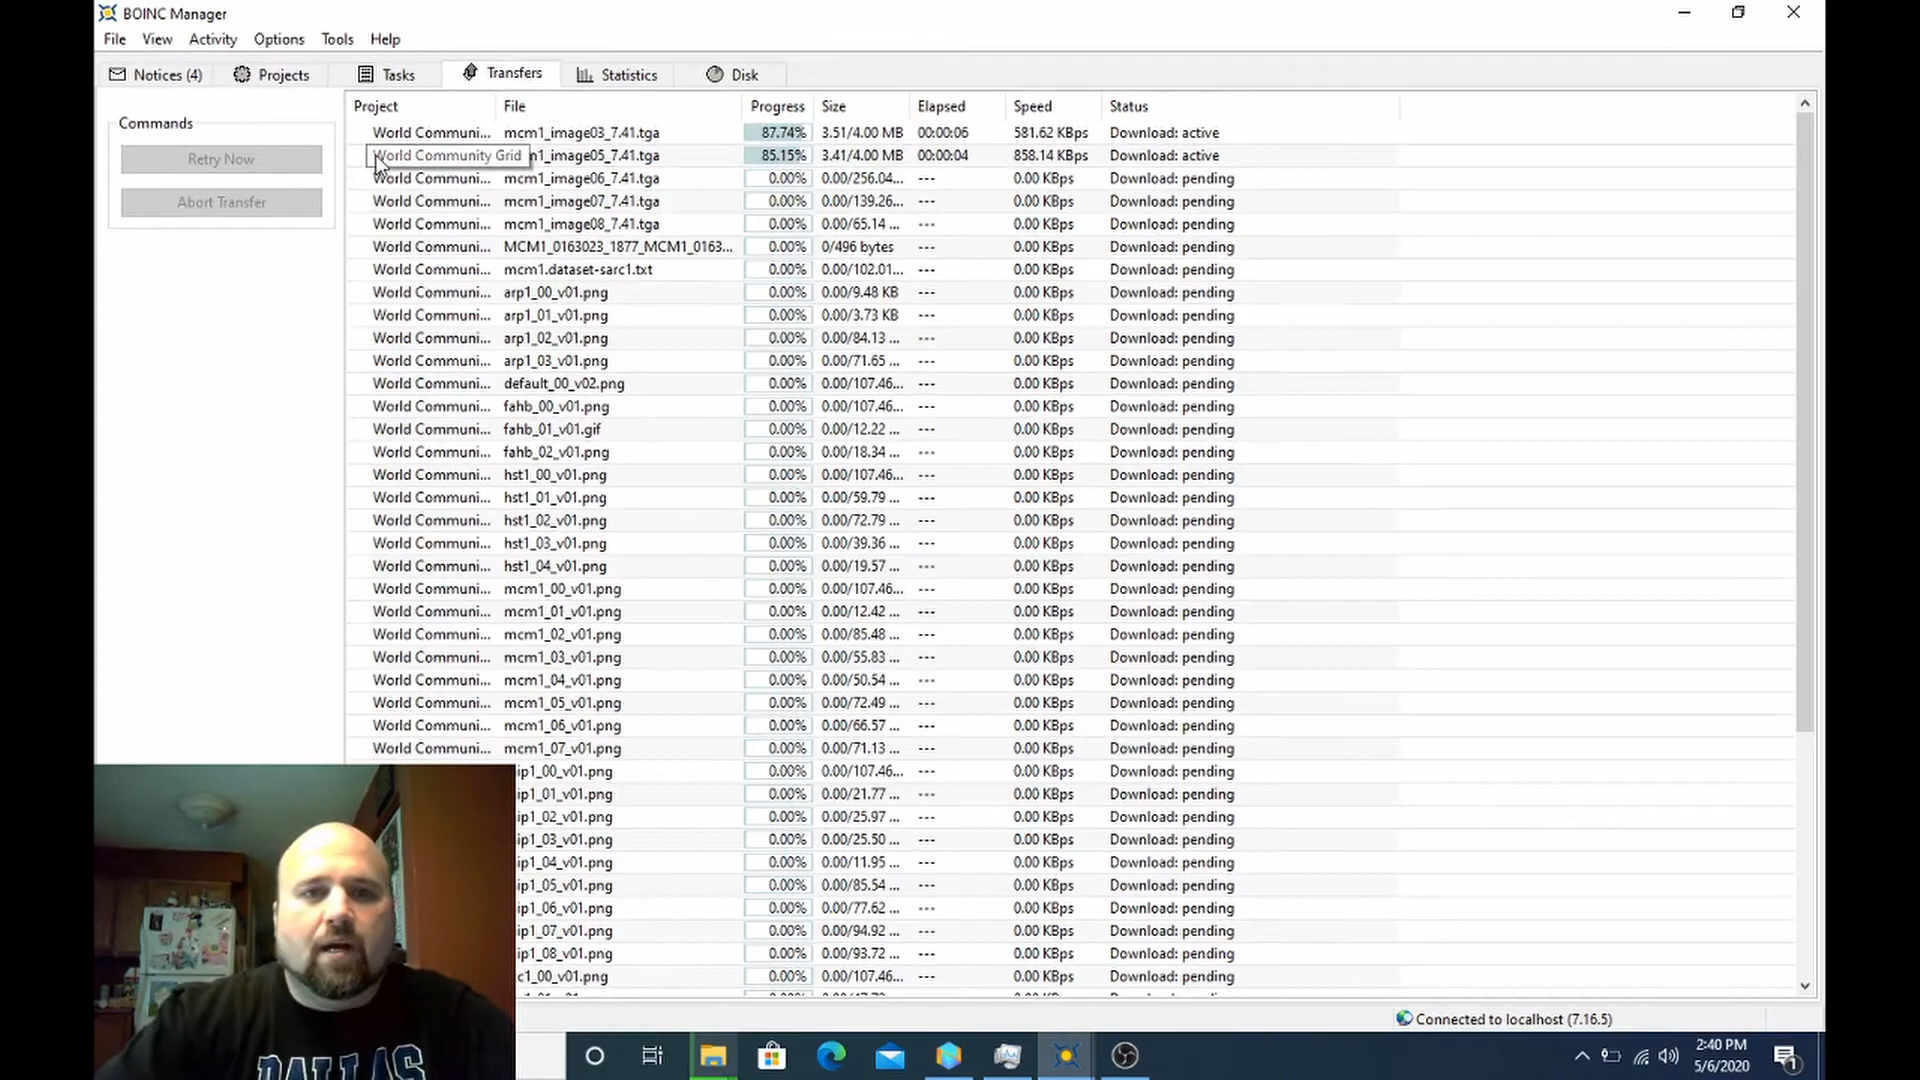 BOINC Manager
File View Activity Options Tools Help
Notices (4) Projects Tasks Transfers Statistics Disk
Commands
Retry Now
Abort Transfer
Project File Progress Size Elapsed Speed Status
World Communi... mcm1_image03_7.41.tga 87.74% 3.51/4.00 MB 00:00:06 581.62 KBps Download: active
World Community Grid m1_image05_7.41.tga 85.15% 3.41/4.00 MB 00:00:04 858.14 KBps Download: active
World Communi... mcm1_image06_7.41.tga 0.00% 0.00/256.04... --- 0.00 KBps Download: pending
World Communi... mcm1_image07_7.41.tga 0.00% 0.00/139.26... --- 0.00 KBps Download: pending
World Communi... mcm1_image08_7.41.tga 0.00% 0.00/65.14 ... --- 0.00 KBps Download: pending
World Communi... MCM1_0163023_1877_MCM1_0163... 0.00% 0/496 bytes --- 0.00 KBps Download: pending
World Communi... mcm1.dataset-sarc1.txt 0.00% 0.00/102.01... --- 0.00 KBps Download: pending
World Communi... arp1_00_v01.png 0.00% 0.00/9.48 KB --- 0.00 KBps Download: pending
World Communi... arp1_01_v01.png 0.00% 0.00/3.73 KB --- 0.00 KBps Download: pending
World Communi... arp1_02_v01.png 0.00% 0.00/84.13 ... --- 0.00 KBps Download: pending
World Communi... arp1_03_v01.png 0.00% 0.00/71.65 ... --- 0.00 KBps Download: pending
World Communi... default_00_v02.png 0.00% 0.00/107.46... --- 0.00 KBps Download: pending
World Communi... fahb_00_v01.png 0.00% 0.00/107.46... --- 0.00 KBps Download: pending
World Communi... fahb_01_v01.gif 0.00% 0.00/12.22 ... --- 0.00 KBps Download: pending
World Communi... fahb_02_v01.png 0.00% 0.00/18.34 ... --- 0.00 KBps Download: pending
World Communi... hst1_00_v01.png 0.00% 0.00/107.46... --- 0.00 KBps Download: pending
World Communi... hst1_01_v01.png 0.00% 0.00/59.79 ... --- 0.00 KBps Download: pending
World Communi... hst1_02_v01.png 0.00% 0.00/72.79 ... --- 0.00 KBps Download: pending
World Communi... hst1_03_v01.png 0.00% 0.00/39.36 ... --- 0.00 KBps Download: pending
World Communi... hst1_04_v01.png 0.00% 0.00/19.57 ... --- 0.00 KBps Download: pending
World Communi... mcm1_00_v01.png 0.00% 0.00/107.46... --- 0.00 KBps Download: pending
World Communi... mcm1_01_v01.png 0.00% 0.00/12.42 ... --- 0.00 KBps Download: pending
World Communi... mcm1_02_v01.png 0.00% 0.00/85.48 ... --- 0.00 KBps Download: pending
World Communi... mcm1_03_v01.png 0.00% 0.00/55.83 ... --- 0.00 KBps Download: pending
World Communi... mcm1_04_v01.png 0.00% 0.00/50.54 ... --- 0.00 KBps Download: pending
World Communi... mcm1_05_v01.png 0.00% 0.00/72.49 ... --- 0.00 KBps Download: pending
World Communi... mcm1_06_v01.png 0.00% 0.00/66.57 ... --- 0.00 KBps Download: pending
World Communi... mcm1_07_v01.png 0.00% 0.00/71.13 ... --- 0.00 KBps Download: pending
ip1_00_v01.png 0.00% 0.00/107.46... --- 0.00 KBps Download: pending
ip1_01_v01.png 0.00% 0.00/21.77 ... --- 0.00 KBps Download: pending
ip1_02_v01.png 0.00% 0.00/25.97 ... --- 0.00 KBps Download: pending
ip1_03_v01.png 0.00% 0.00/25.50 ... --- 0.00 KBps Download: pending
ip1_04_v01.png 0.00% 0.00/11.95 ... --- 0.00 KBps Download: pending
ip1_05_v01.png 0.00% 0.00/85.54 ... --- 0.00 KBps Download: pending
ip1_06_v01.png 0.00% 0.00/77.62 ... --- 0.00 KBps Download: pending
ip1_07_v01.png 0.00% 0.00/94.92 ... --- 0.00 KBps Download: pending
ip1_08_v01.png 0.00% 0.00/93.72 ... --- 0.00 KBps Download: pending
c1_00_v01.png 0.00% 0.00/107.46... --- 0.00 KBps Download: pending
Connected to localhost (7.16.5)
DALLAS
2:40 PM
5/6/2020
1